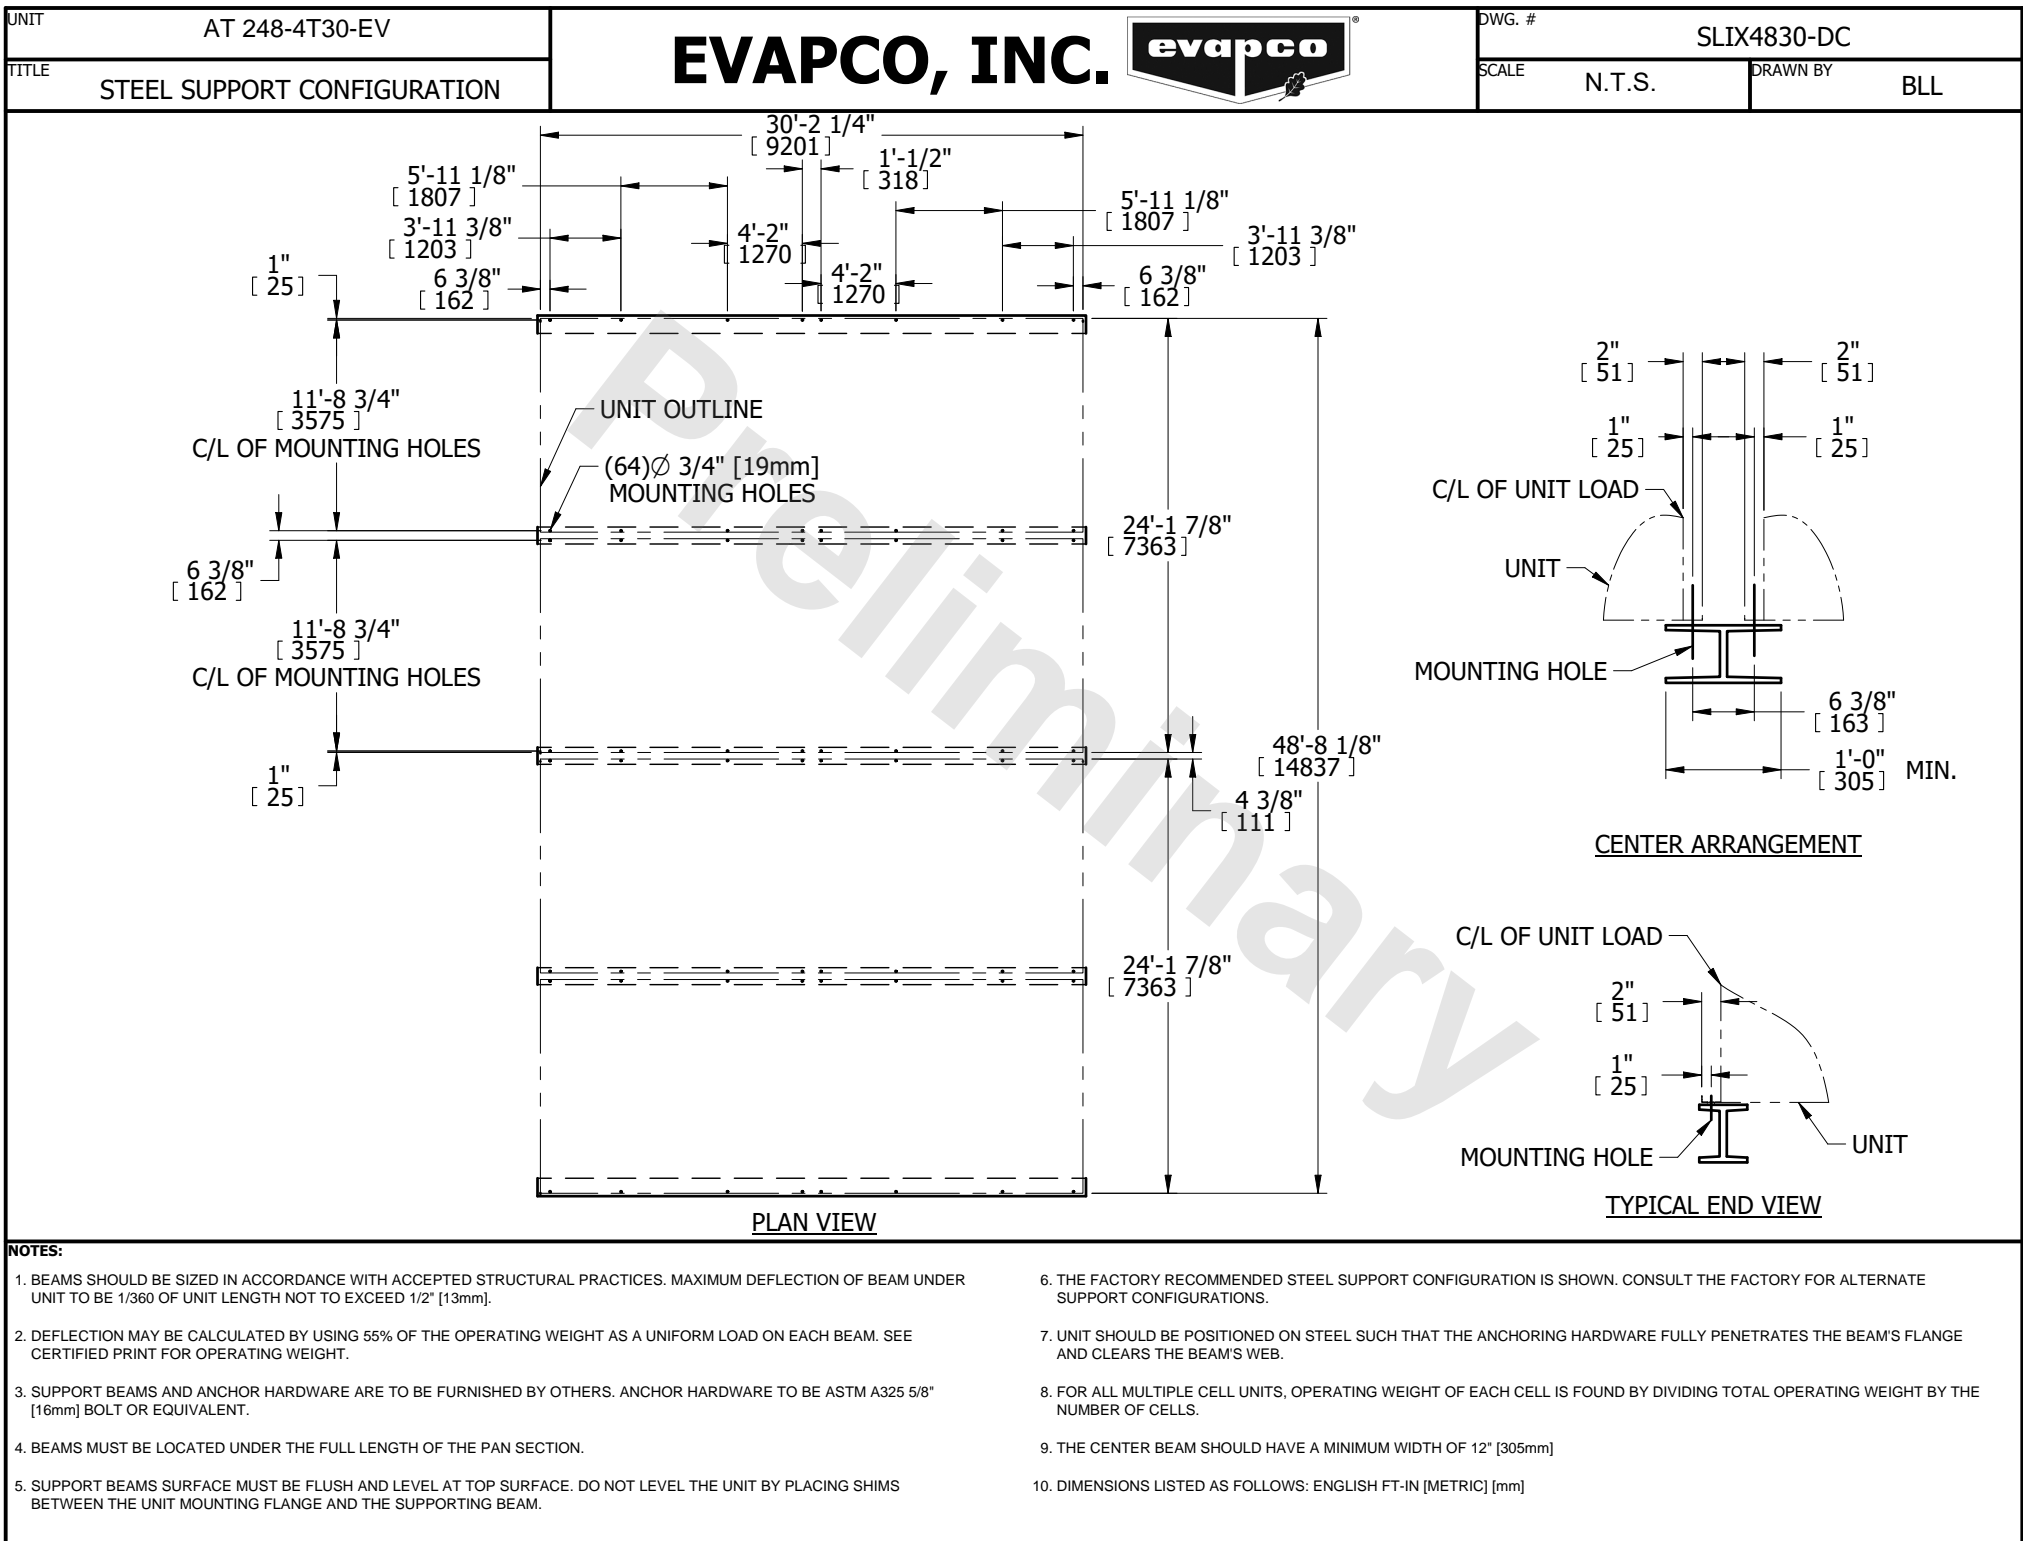 UNIT
AT 248-4T30-EV
TITLE
STEEL SUPPORT CONFIGURATION
EVAPCO, INC.
evapco
®
DWG. #
SLIX4830-DC
SCALE
N.T.S.
DRAWN BY
BLL
30'-2 1/4"
[ 9201 ]
1'-1/2"
[ 318 ]
5'-11 1/8"
[ 1807 ]
5'-11 1/8"
[ 1807 ]
3'-11 3/8"
[ 1203 ]
4'-2"
[ 1270 ]
3'-11 3/8"
[ 1203 ]
1"
[ 25 ]
6 3/8"
[ 162 ]
4'-2"
[ 1270 ]
6 3/8"
[ 162 ]
11'-8 3/4"
[ 3575 ]
C/L OF MOUNTING HOLES
UNIT OUTLINE
(64)Ø 3/4" [19mm]
MOUNTING HOLES
6 3/8"
[ 162 ]
11'-8 3/4"
[ 3575 ]
C/L OF MOUNTING HOLES
1"
[ 25 ]
24'-1 7/8"
[ 7363 ]
48'-8 1/8"
[ 14837 ]
4 3/8"
[ 111 ]
24'-1 7/8"
[ 7363 ]
PLAN VIEW
Preliminary
2"
[ 51 ]
2"
[ 51 ]
1"
[ 25 ]
1"
[ 25 ]
C/L OF UNIT LOAD
UNIT
MOUNTING HOLE
6 3/8"
[ 163 ]
1'-0"
[ 305 ] MIN.
CENTER ARRANGEMENT
C/L OF UNIT LOAD
2"
[ 51 ]
1"
[ 25 ]
MOUNTING HOLE
UNIT
TYPICAL END VIEW
NOTES:
1. BEAMS SHOULD BE SIZED IN ACCORDANCE WITH ACCEPTED STRUCTURAL PRACTICES. MAXIMUM DEFLECTION OF BEAM UNDER
UNIT TO BE 1/360 OF UNIT LENGTH NOT TO EXCEED 1/2" [13mm].
2. DEFLECTION MAY BE CALCULATED BY USING 55% OF THE OPERATING WEIGHT AS A UNIFORM LOAD ON EACH BEAM. SEE
CERTIFIED PRINT FOR OPERATING WEIGHT.
3. SUPPORT BEAMS AND ANCHOR HARDWARE ARE TO BE FURNISHED BY OTHERS. ANCHOR HARDWARE TO BE ASTM A325 5/8"
[16mm] BOLT OR EQUIVALENT.
4. BEAMS MUST BE LOCATED UNDER THE FULL LENGTH OF THE PAN SECTION.
5. SUPPORT BEAMS SURFACE MUST BE FLUSH AND LEVEL AT TOP SURFACE. DO NOT LEVEL THE UNIT BY PLACING SHIMS
BETWEEN THE UNIT MOUNTING FLANGE AND THE SUPPORTING BEAM.
6. THE FACTORY RECOMMENDED STEEL SUPPORT CONFIGURATION IS SHOWN. CONSULT THE FACTORY FOR ALTERNATE
SUPPORT CONFIGURATIONS.
7. UNIT SHOULD BE POSITIONED ON STEEL SUCH THAT THE ANCHORING HARDWARE FULLY PENETRATES THE BEAM'S FLANGE
AND CLEARS THE BEAM'S WEB.
8. FOR ALL MULTIPLE CELL UNITS, OPERATING WEIGHT OF EACH CELL IS FOUND BY DIVIDING TOTAL OPERATING WEIGHT BY THE
NUMBER OF CELLS.
9. THE CENTER BEAM SHOULD HAVE A MINIMUM WIDTH OF 12" [305mm]
10. DIMENSIONS LISTED AS FOLLOWS: ENGLISH FT-IN [METRIC] [mm]